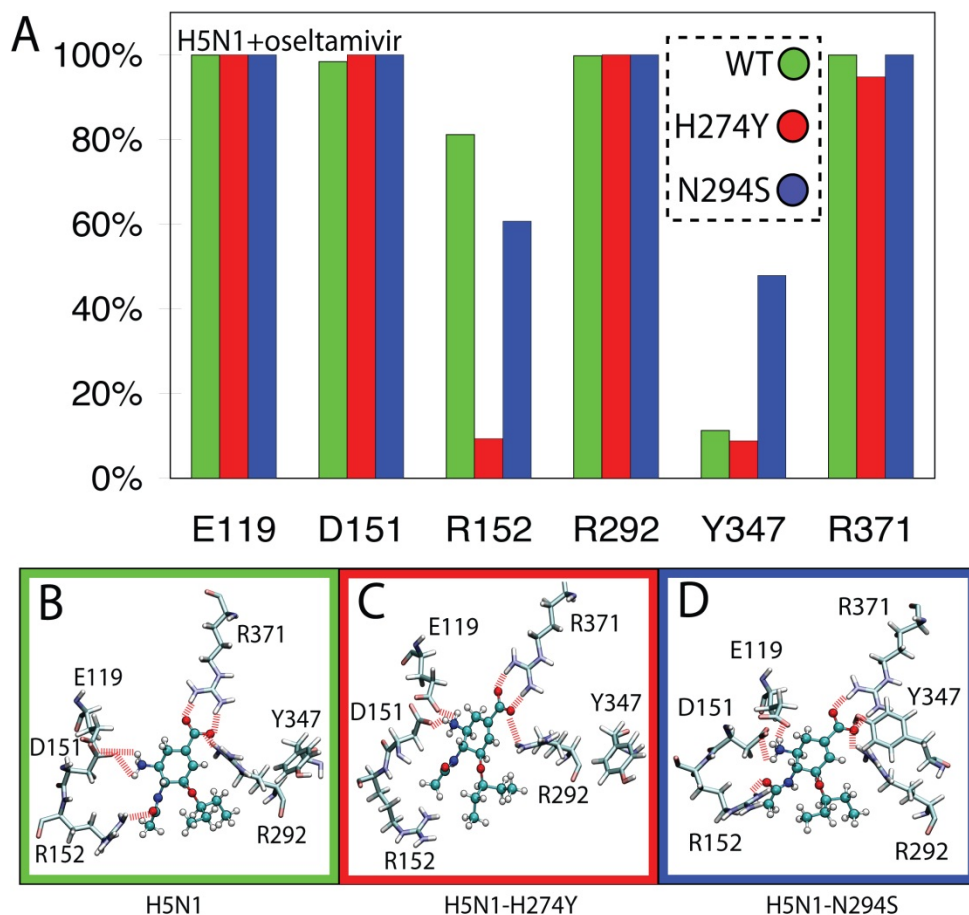 A
H5N1+oseltamivir
100%
80%
60%
40%
20%
0%
WT
H274Y
N294S
E119 D151 R152 R292 Y347 R371
B
R371
E119
Y347
D151
R152
R292
H5N1
C
R371
E119
Y347
D151
R292
R152
H5N1-H274Y
D
R371
E119
Y347
D151
R152
R292
H5N1-N294S